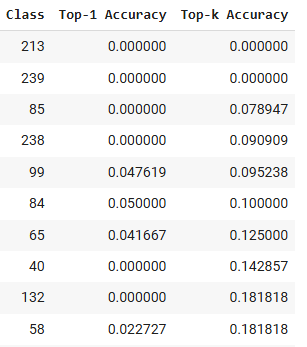 Class Top-1 Accuracy Top-k Accuracy
213 0.000000 0.000000
239 0.000000 0.000000
85 0.000000 0.078947
238 0.000000 0.090909
99 0.047619 0.095238
84 0.050000 0.100000
65 0.041667 0.125000
40 0.000000 0.142857
132 0.000000 0.181818
58 0.022727 0.181818